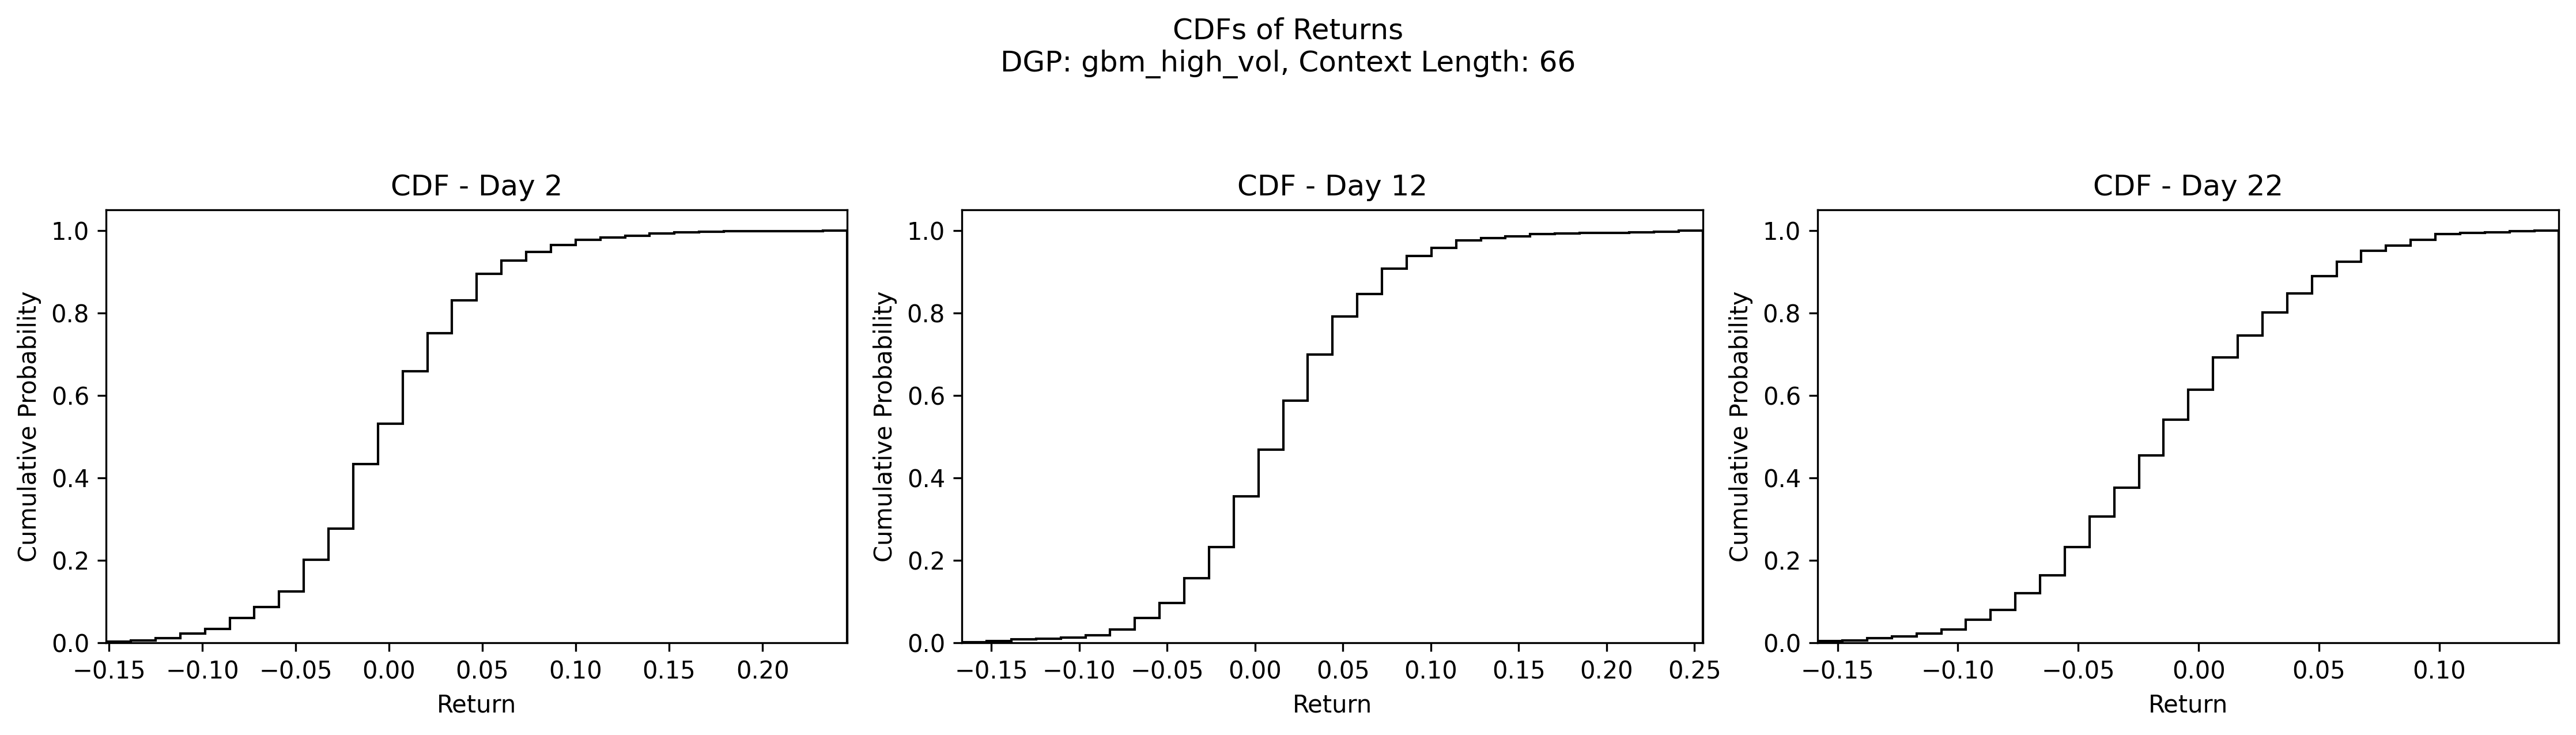 CDFs of Returns
DGP: gbm_high_vol, Context Length: 66
CDF - Day 2
1.0
0.8
0.6
0.4
0.2
0.0
Cumulative Probability
−0.15 −0.10 −0.05 0.00 0.05 0.10 0.15 0.20
Return
CDF - Day 12
1.0
0.8
0.6
0.4
0.2
0.0
Cumulative Probability
−0.15 −0.10 −0.05 0.00 0.05 0.10 0.15 0.20 0.25
Return
CDF - Day 22
1.0
0.8
0.6
0.4
0.2
0.0
Cumulative Probability
−0.15 −0.10 −0.05 0.00 0.05 0.10
Return